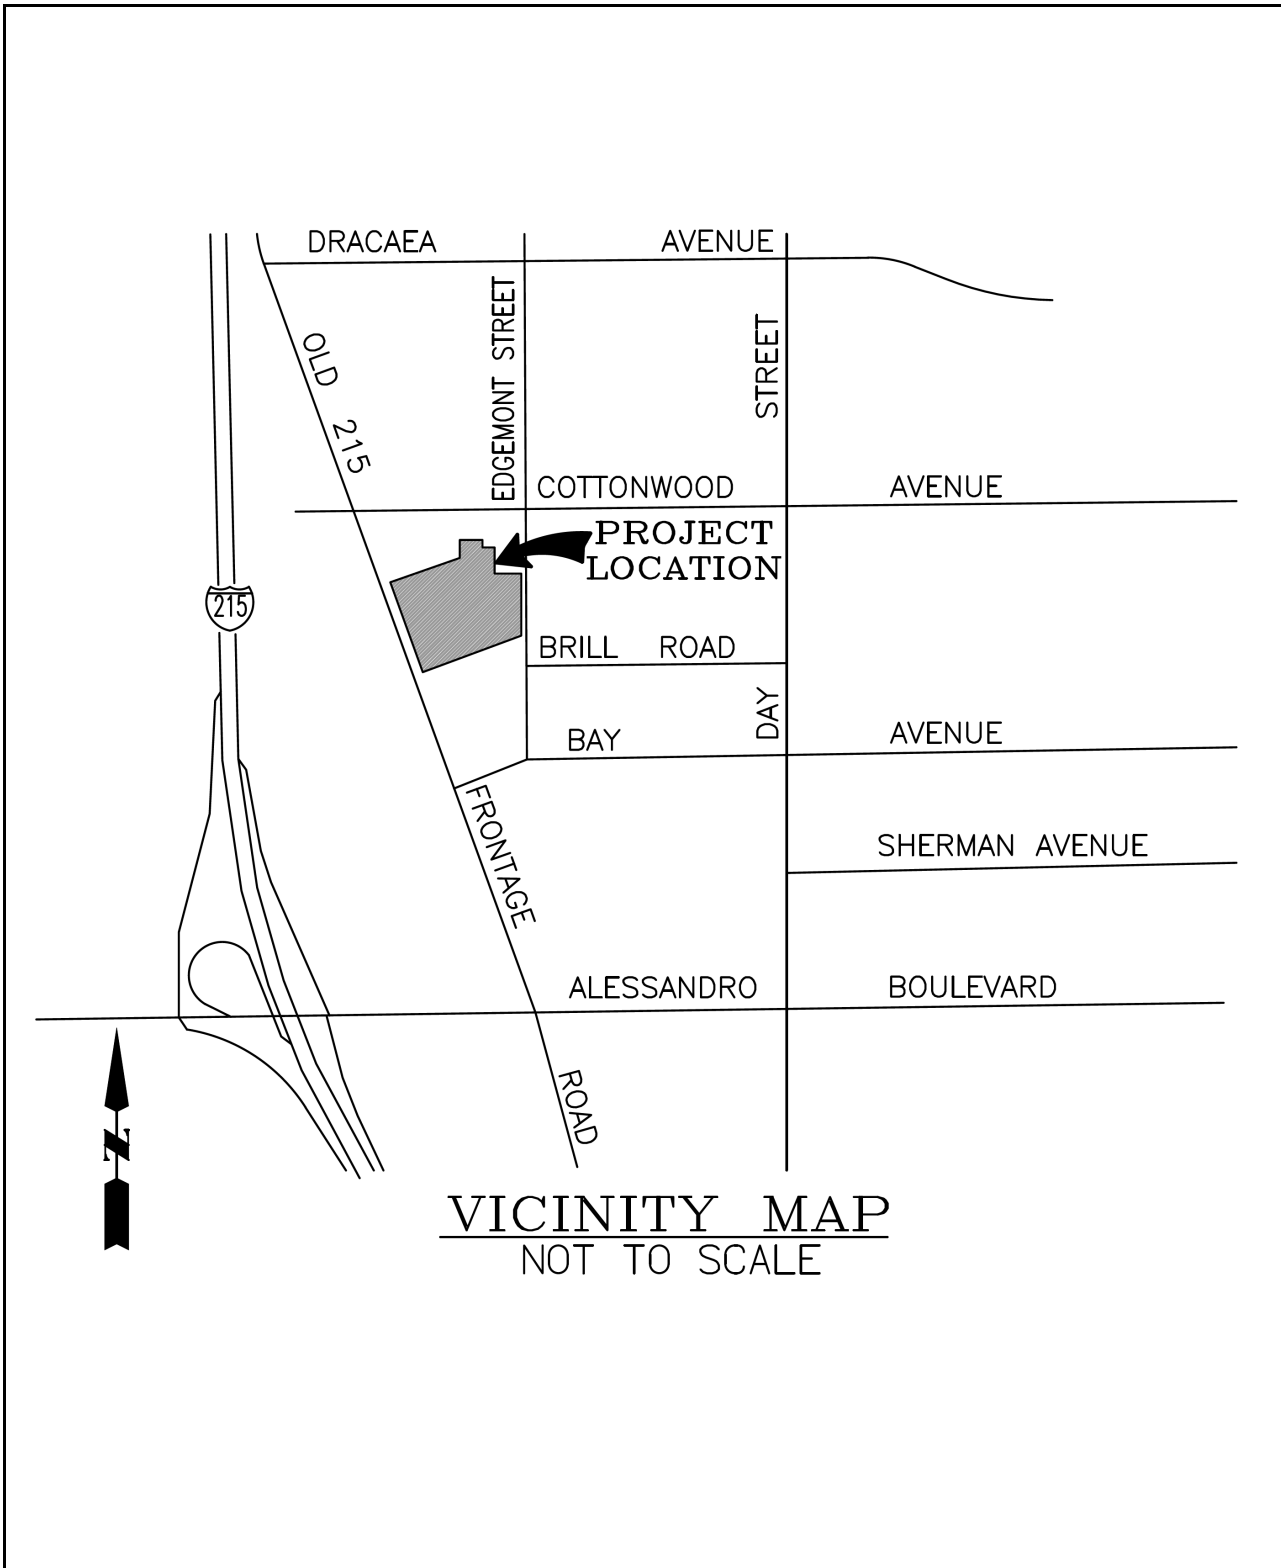 DRACAEA AVENUE
EDGEMONT STREET
OLD 215 FRONTAGE ROAD
DAY STREET
COTTONWOOD AVENUE
PROJECT
LOCATION
215
BRILL ROAD
BAY AVENUE
SHERMAN AVENUE
ALESSANDRO BOULEVARD
N
VICINITY MAP
NOT TO SCALE